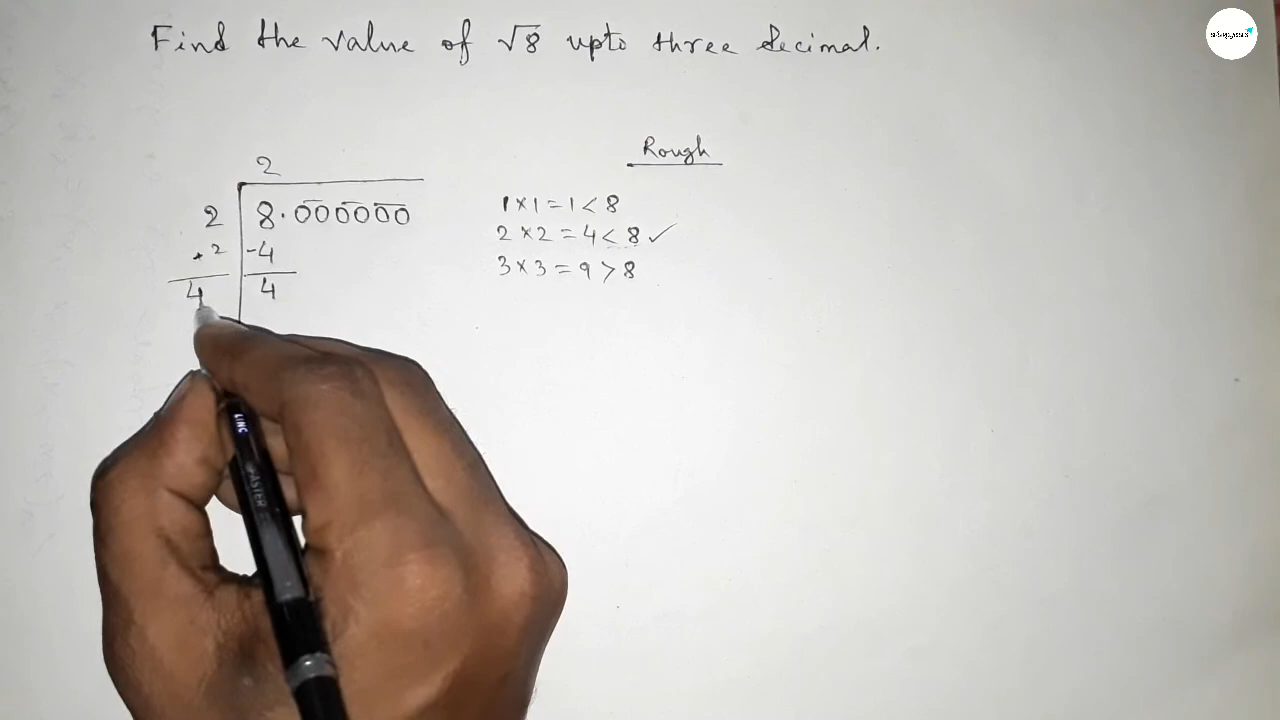 Find the value of √8 upto three decimal.
Rough
2
2 8.000000
+2 -4
4 4
1×1=1<8
2×2=4<8✓
3×3=9>8
LINC